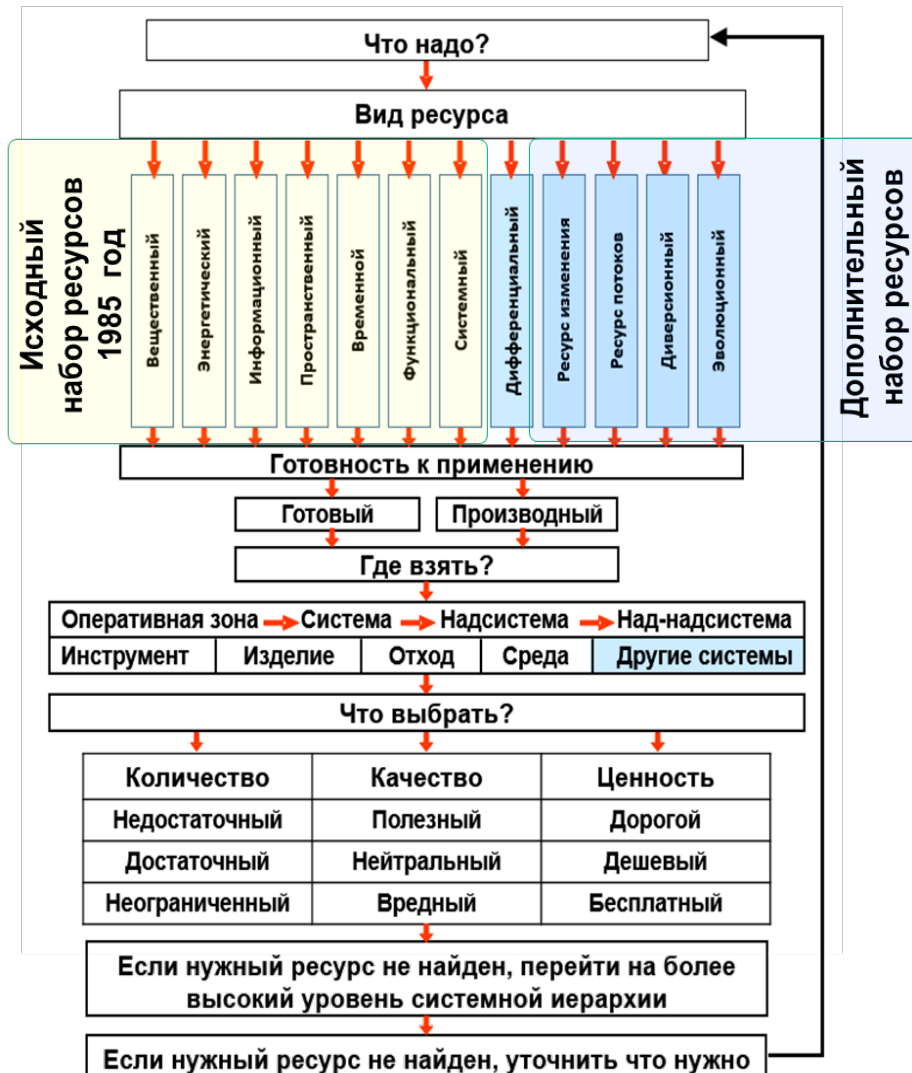 Что надо?
Вид ресурса
Исходный
набор ресурсов
1985 год
Вещественный
Энергетический
Информационный
Пространственный
Временной
Функциональный
Системный
Дифференциальный
Ресурс изменения
Ресурс потоков
Диверсионный
Эволюционный
Дополнительный
набор ресурсов
Готовность к применению
Готовый
Производный
Где взять?
Оперативная зона Система Надсистема Над-надсистема
Инструмент Изделие Отход Среда Другие системы
Что выбрать?
Количество Качество Ценность
Недостаточный Полезный Дорогой
Достаточный Нейтральный Дешевый
Неограниченный Вредный Бесплатный
Если нужный ресурс не найден, перейти на более
высокий уровень системной иерархии
Если нужный ресурс не найден, уточнить что нужно